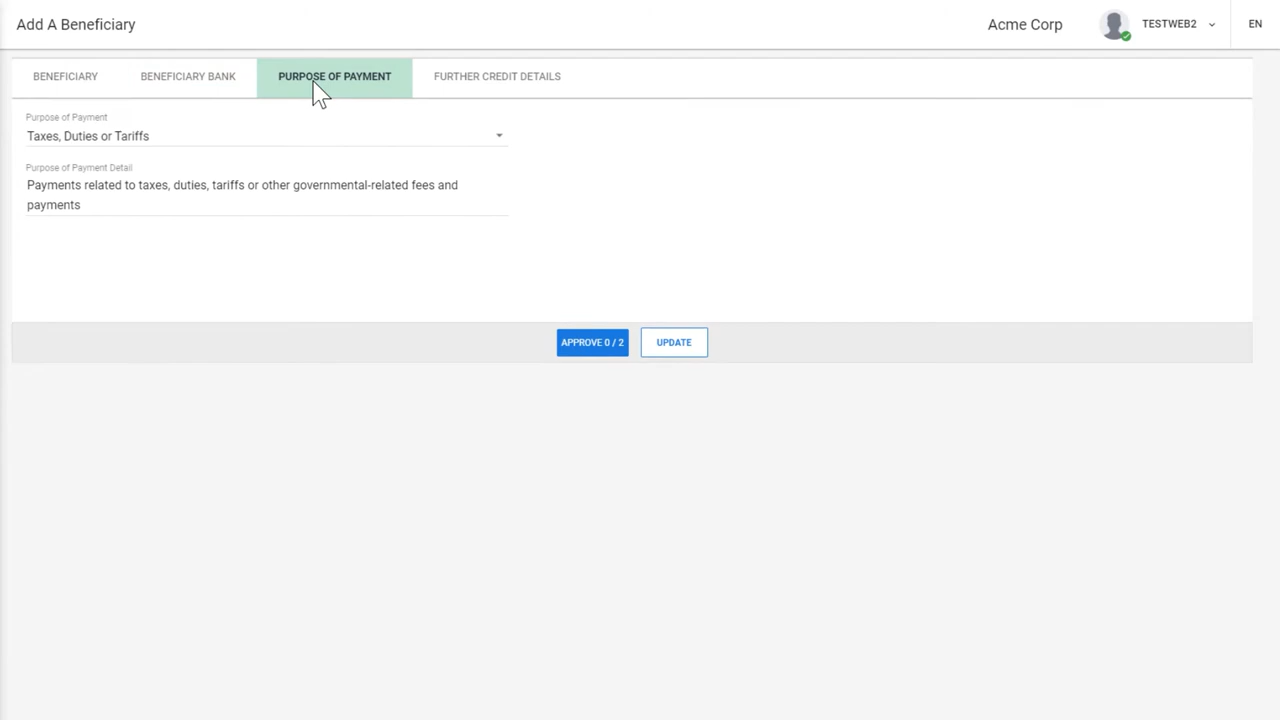 Add A Beneficiary
Acme Corp
TESTWEB2
EN
BENEFICIARY
BENEFICIARY BANK
PURPOSE OF PAYMENT
FURTHER CREDIT DETAILS
Purpose of Payment
Taxes, Duties or Tariffs
Purpose of Payment Detail
Payments related to taxes, duties, tariffs or other governmental-related fees and
payments
APPROVE 0 / 2
UPDATE